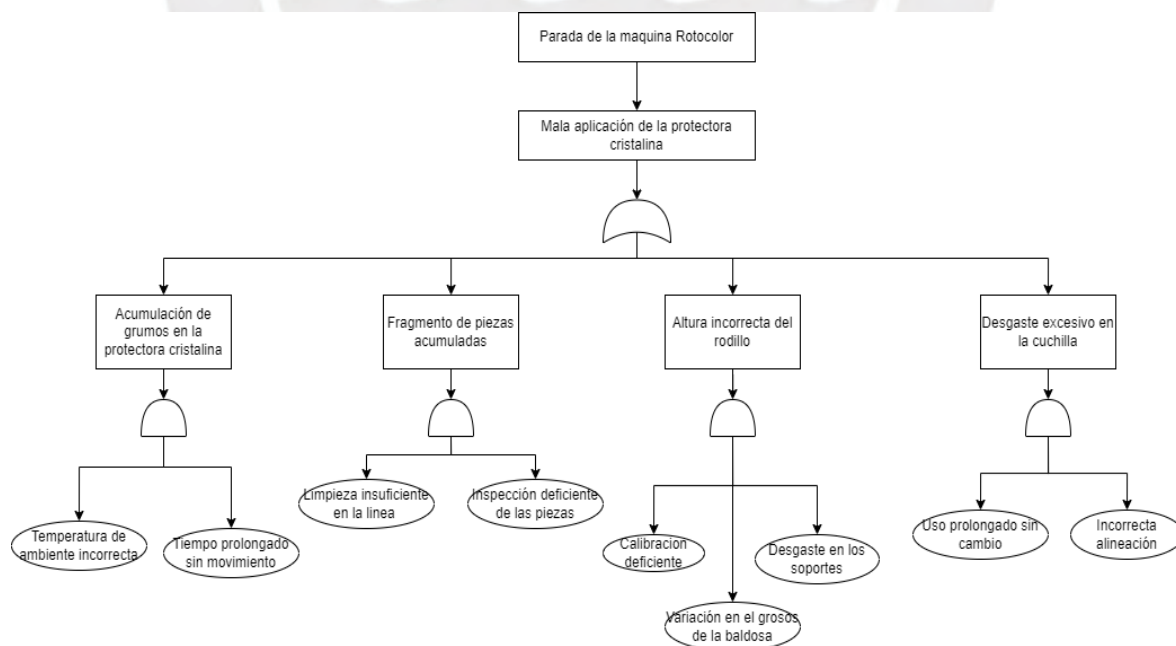 Parada de la maquina Rotocolor
Mala aplicación de la protectora
cristalina
Acumulación de
grumos en la
protectora cristalina
Fragmento de piezas
acumuladas
Altura incorrecta del
rodillo
Desgaste excesivo en
la cuchilla
Temperatura de
ambiente incorrecta
Tiempo prolongado
sin movimiento
Limpieza insuficiente
en la linea
Inspección deficiente
de las piezas
Calibracion
deficiente
Variación en el grosos
de la baldosa
Desgaste en los
soportes
Uso prolongado sin
cambio
Incorrecta
alineación